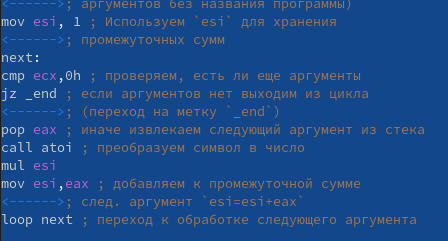 <------>; аргументов без названия программы)
mov esi, 1 ; Используем `esi` для хранения
<------>; промежуточных сумм
next:
cmp ecx,0h ; проверяем, есть ли еще аргументы
jz _end ; если аргументов нет выходим из цикла
<------>; (переход на метку `_end`)
pop eax ; иначе извлекаем следующий аргумент из стека
call atoi ; преобразуем символ в число
mul esi
mov esi,eax ; добавляем к промежуточной сумме
<------>; след. аргумент `esi=esi+eax`
loop next ; переход к обработке следующего аргумента